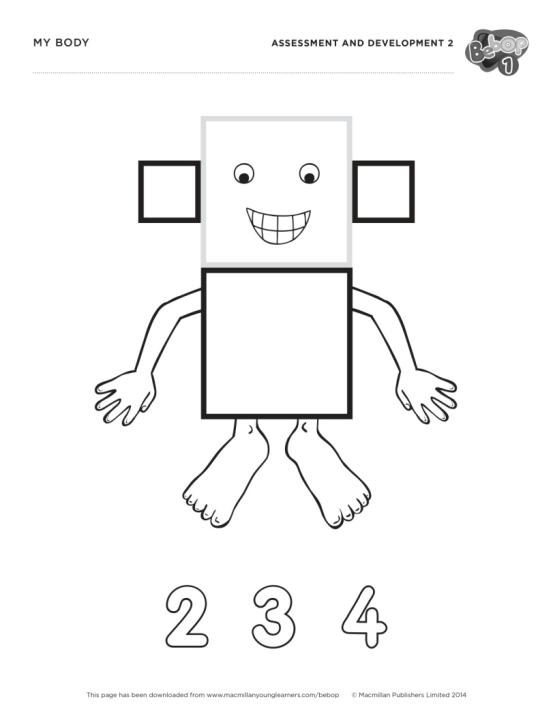 MY BODY
ASSESSMENT AND DEVELOPMENT 2
Bebop
1
2 3 4
This page has been downloaded from www.macmillanyounglearners.com/bebop © Macmillan Publishers Limited 2014